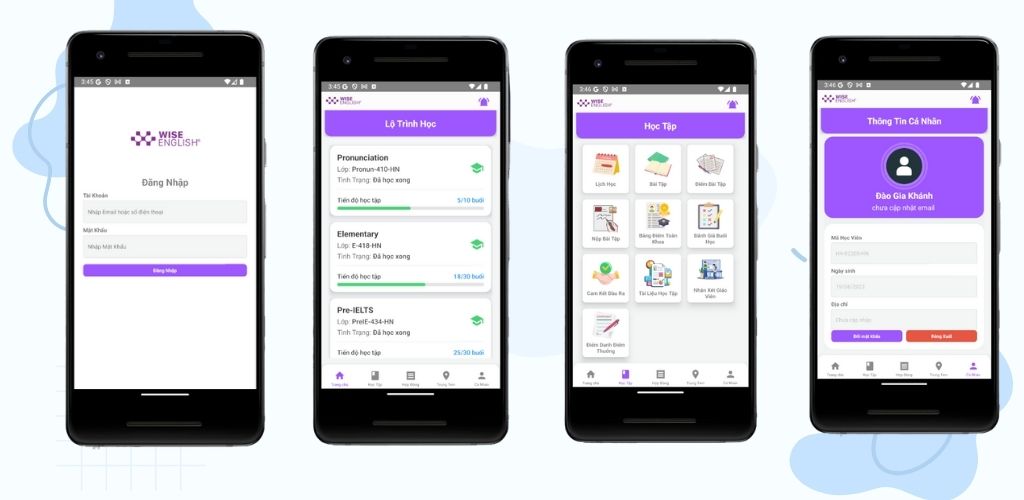 3:45
WISE
ENGLISH®
Đăng Nhập
Tài Khoản
Nhập Email hoặc số điện thoại
Mật Khẩu
Nhập Mật Khẩu
Đăng Nhập
3:45
WISE
ENGLISH
Lộ Trình Học
Pronunciation
Lớp: Pronun-410-HN
Tình Trạng: Đã học xong
Tiến độ học tập 5/10 buổi
Elementary
Lớp: E-418-HN
Tình Trạng: Đã học xong
Tiến độ học tập 18/30 buổi
Pre-IELTS
Lớp: PreIE-434-HN
Tình Trạng: Đã học xong
Tiến độ học tập 25/30 buổi
Trang chủ Học Tập Hợp Đồng Trung Tâm Cá Nhân
3:46
WISE
ENGLISH
Học Tập
Lịch Học Bài Tập Điểm Bài Tập
Nộp Bài Tập Bảng Điểm Toàn Khóa Đánh Giá Buổi Học
Cam Kết Đầu Ra Tài Liệu Học Tập Nhận Xét Giáo Viên
Điểm Danh Điểm Thưởng
Trang chủ Học Tập Hợp Đồng Trung Tâm Cá Nhân
3:46
WISE
ENGLISH
Thông Tin Cá Nhân
Đào Gia Khánh
chưa cập nhật email
Mã Học Viên
Ngày sinh
Địa chỉ
Chưa cập nhật
Đổi mật khẩu Đăng Xuất
Trang chủ Học Tập Hợp Đồng Trung Tâm Cá Nhân